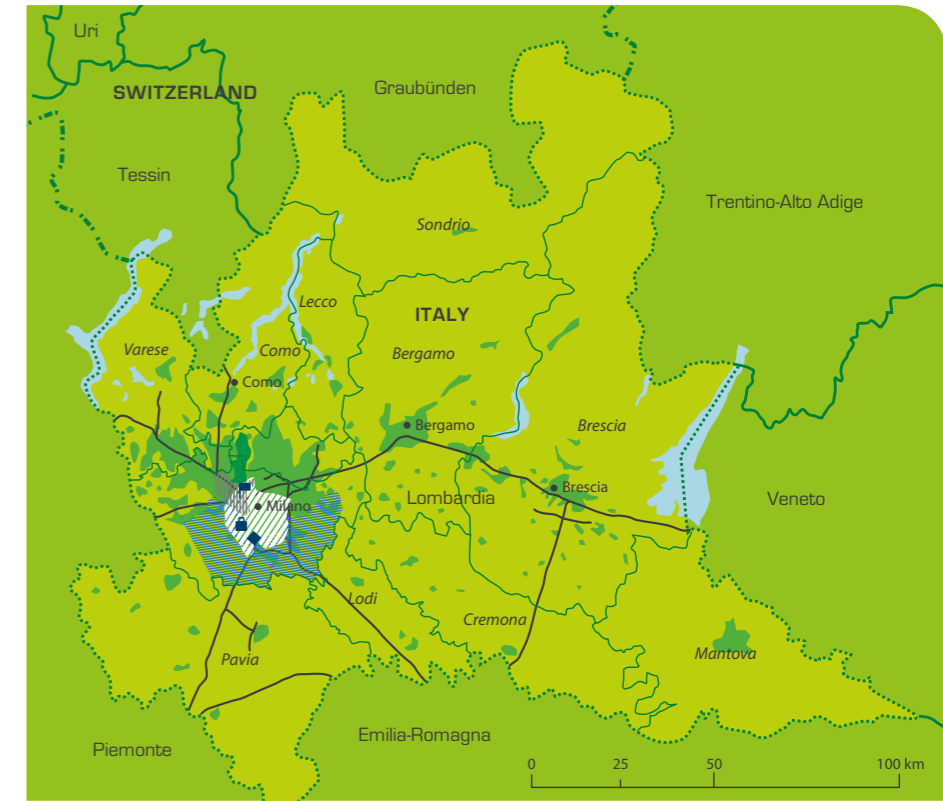 Uri
SWITZERLAND
Graubünden
Tessin
Trentino-Alto Adige
Sondrio
Lecco
ITALY
Varese
Como
Bergamo
Como
Bergamo
Brescia
Brescia
Lombardia
Veneto
Milano
Lodi
Cremona
Pavia
Mantova
Emilia-Romagna
Piemonte
0 25 50 100 km